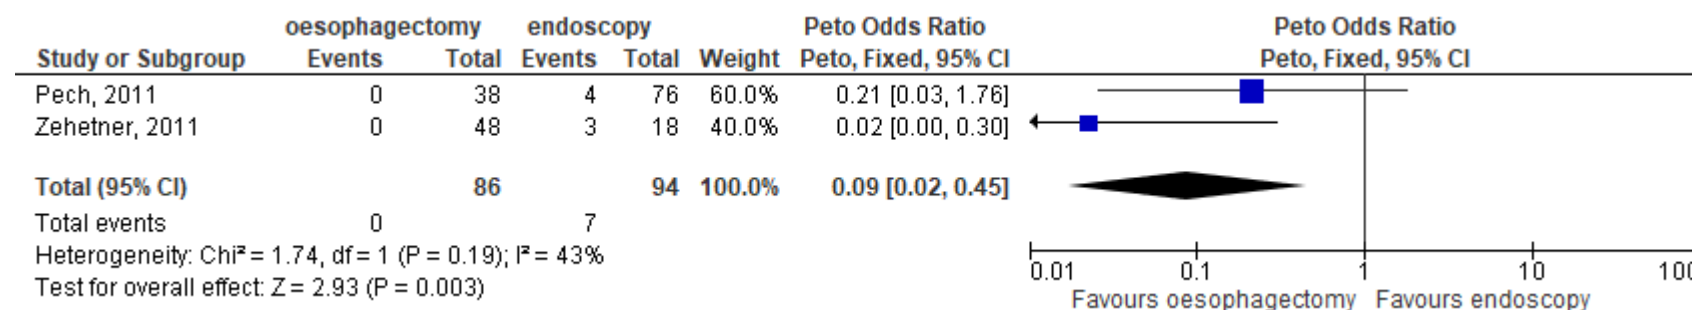 oesophagectomy endoscopy Peto Odds Ratio Peto Odds Ratio
Study or Subgroup Events Total Events Total Weight Peto, Fixed, 95% CI Peto, Fixed, 95% CI
Pech, 2011 0 38 4 76 60.0% 0.21 [0.03, 1.76]
Zehetner, 2011 0 48 3 18 40.0% 0.02 [0.00, 0.30]
Total (95% CI) 86 94 100.0% 0.09 [0.02, 0.45]
Total events 0 7
Heterogeneity: Chi² = 1.74, df = 1 (P = 0.19); I² = 43%
Test for overall effect: Z = 2.93 (P = 0.003)
0.01 0.1 1 10 100
Favours oesophagectomy Favours endoscopy